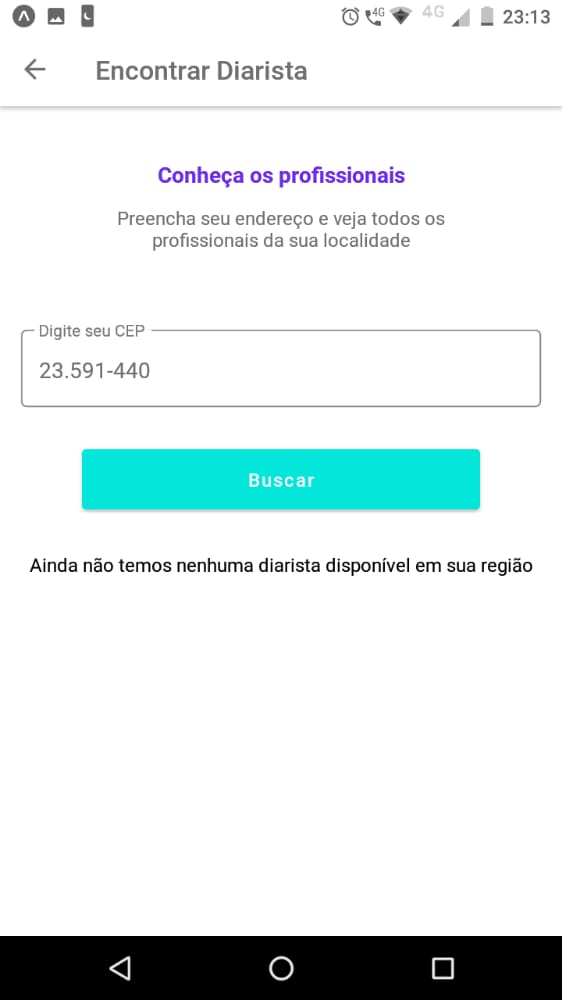 4G 4G 23:13
Encontrar Diarista
Conheça os profissionais
Preencha seu endereço e veja todos os
profissionais da sua localidade
Digite seu CEP
23.591-440
Buscar
Ainda não temos nenhuma diarista disponível em sua região